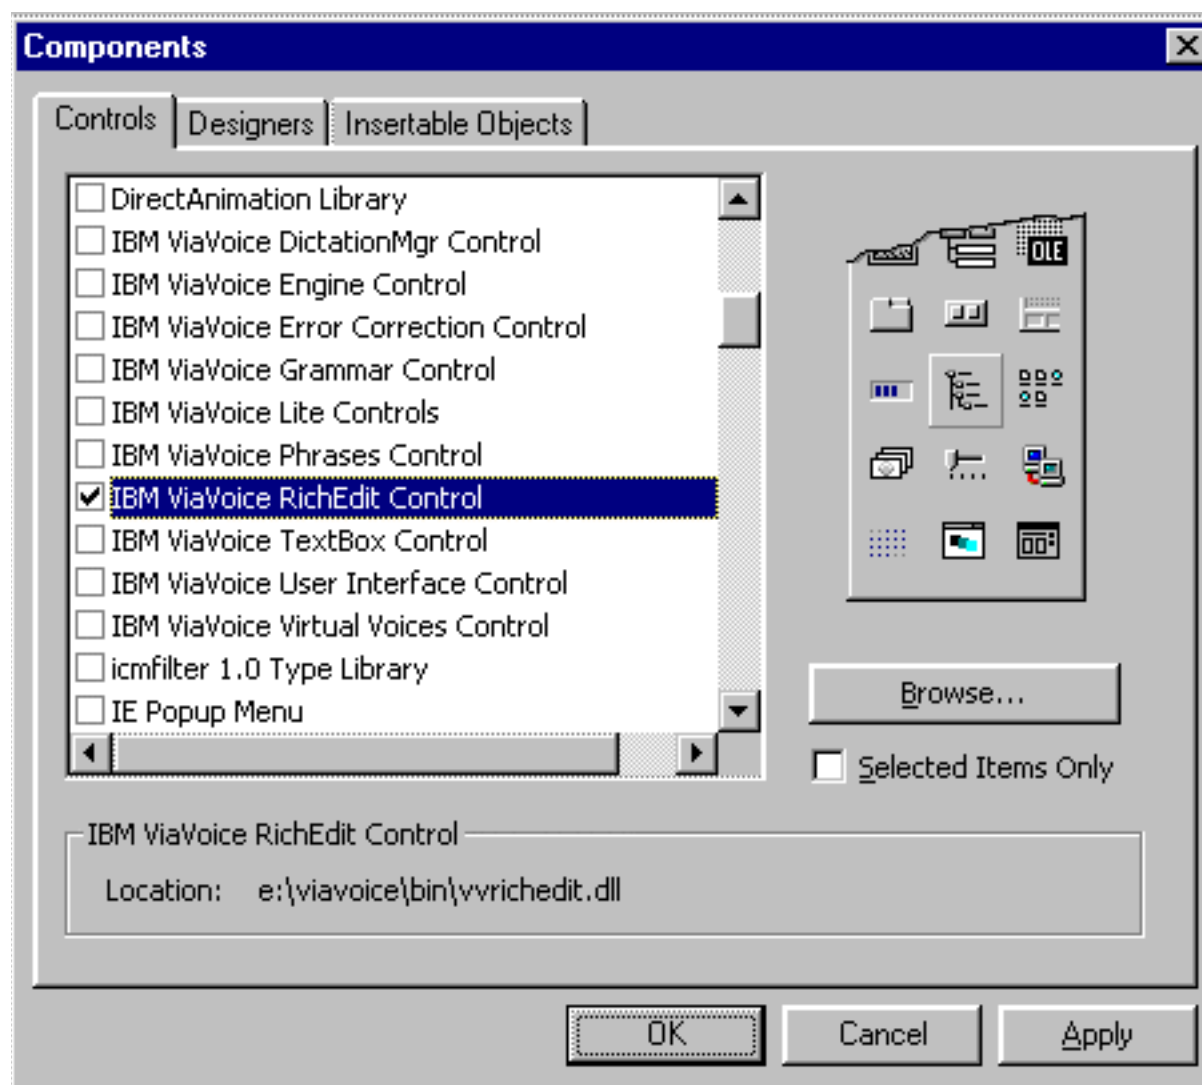 Components
Controls Designers Insertable Objects
DirectAnimation Library
IBM ViaVoice DictationMgr Control
IBM ViaVoice Engine Control
IBM ViaVoice Error Correction Control
IBM ViaVoice Grammar Control
IBM ViaVoice Lite Controls
IBM ViaVoice Phrases Control
IBM ViaVoice RichEdit Control
IBM ViaVoice TextBox Control
IBM ViaVoice User Interface Control
IBM ViaVoice Virtual Voices Control
icmfilter 1.0 Type Library
IE Popup Menu
OLE
Browse...
Selected Items Only
IBM ViaVoice RichEdit Control
Location: e:\viavoice\bin\vvrichedit.dll
OK Cancel Apply